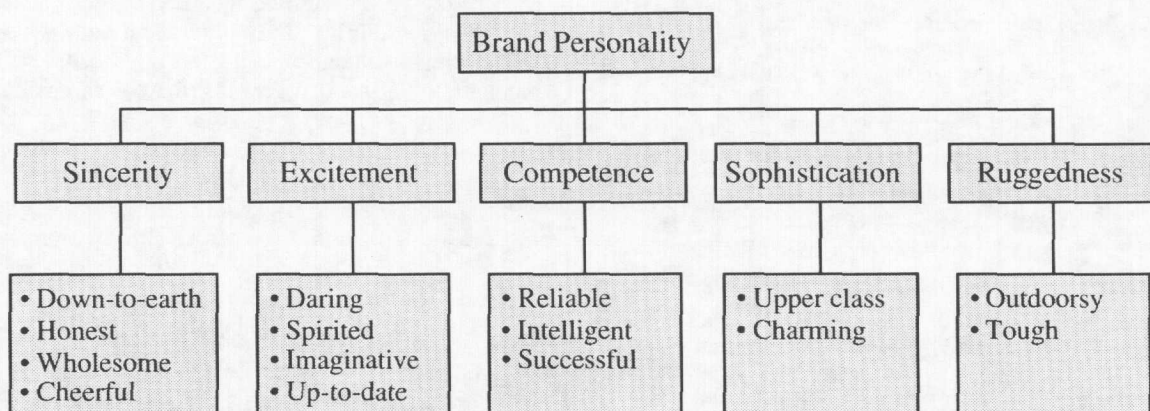 Brand Personality
Sincerity
Excitement
Competence
Sophistication
Ruggedness
• Down-to-earth
• Honest
• Wholesome
• Cheerful
• Daring
• Spirited
• Imaginative
• Up-to-date
• Reliable
• Intelligent
• Successful
• Upper class
• Charming
• Outdoorsy
• Tough